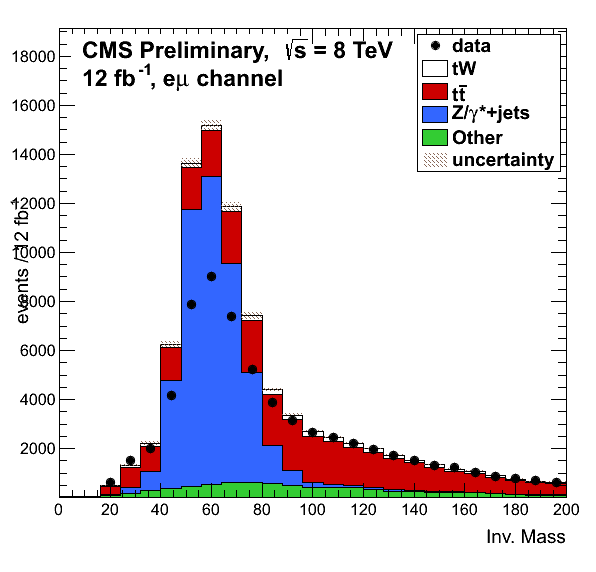 CMS Preliminary, √s = 8 TeV
12 fb⁻¹, eμ channel
data
tW
tt̅
Z/γ*+jets
Other
uncertainty
events / 12 fb⁻¹
18000
16000
14000
12000
10000
8000
6000
4000
2000
0 20 40 60 80 100 120 140 160 180 200
Inv. Mass